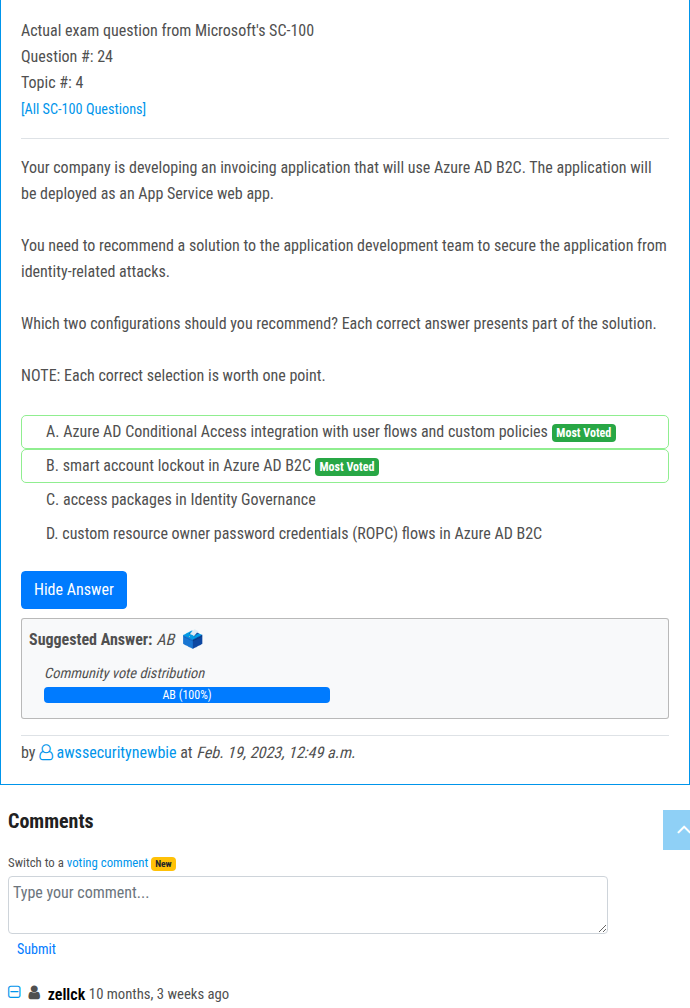 Actual exam question from Microsoft's SC-100
Question #: 24
Topic #: 4
[All SC-100 Questions]
Your company is developing an invoicing application that will use Azure AD B2C. The application will
be deployed as an App Service web app.
You need to recommend a solution to the application development team to secure the application from
identity-related attacks.
Which two configurations should you recommend? Each correct answer presents part of the solution.
NOTE: Each correct selection is worth one point.
A. Azure AD Conditional Access integration with user flows and custom policies Most Voted
B. smart account lockout in Azure AD B2C Most Voted
C. access packages in Identity Governance
D. custom resource owner password credentials (ROPC) flows in Azure AD B2C
Hide Answer
Suggested Answer: AB
Community vote distribution
AB (100%)
by awssecuritynewbie at Feb. 19, 2023, 12:49 a.m.
Comments
Switch to a voting comment New
Type your comment...
Submit
zellck 10 months, 3 weeks ago